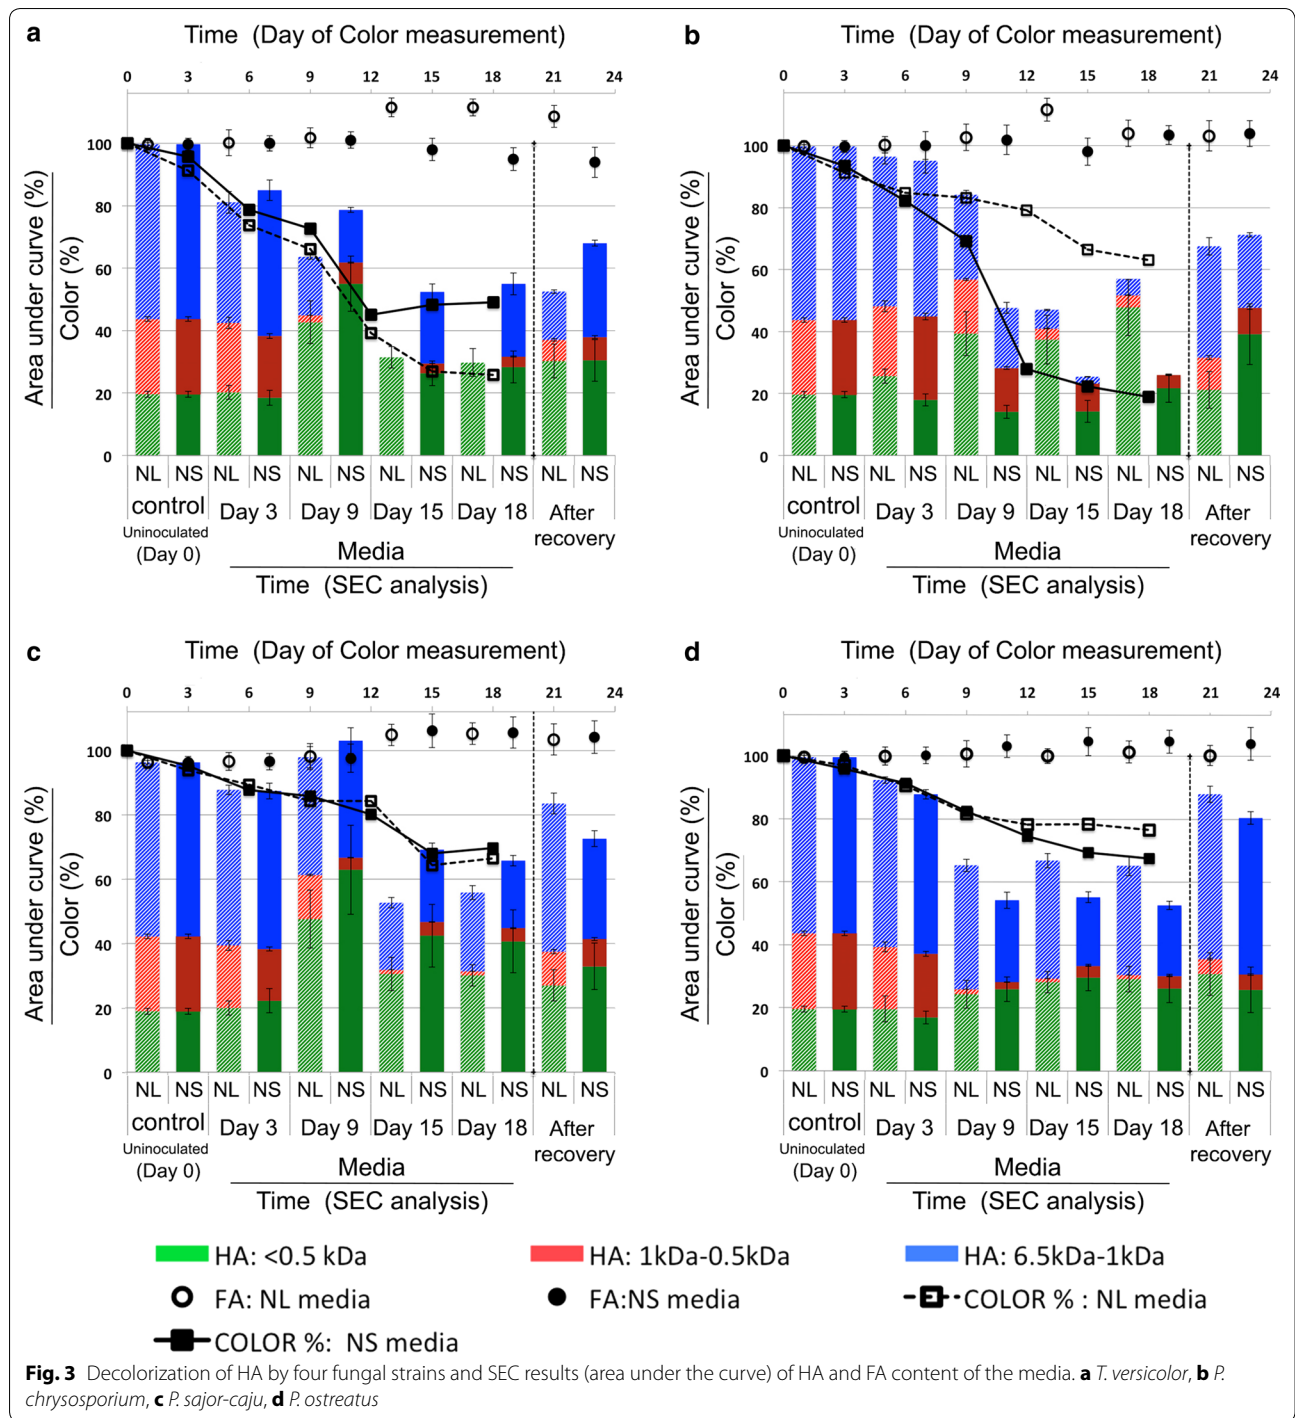 a
Time (Day of Color measurement)
0 3 6 9 12 15 18 21 24
Area under curve (%)
Color (%)
100
80
60
40
20
0
NL NS NL NS NL NS NL NS NL NS NL NS
control Day 3 Day 9 Day 15 Day 18 After recovery
Uninoculated
(Day 0)
Media
Time (SEC analysis)
b
Time (Day of Color measurement)
0 3 6 9 12 15 18 21 24
Area under curve (%)
Color (%)
100
80
60
40
20
0
NL NS NL NS NL NS NL NS NL NS NL NS
control Day 3 Day 9 Day 15 Day 18 After recovery
Uninoculated
(Day 0)
Media
Time (SEC analysis)
c
Time (Day of Color measurement)
0 3 6 9 12 15 18 21 24
Area under curve (%)
Color (%)
100
80
60
40
20
0
NL NS NL NS NL NS NL NS NL NS NL NS
control Day 3 Day 9 Day 15 Day 18 After recovery
Uninoculated
(Day 0)
Media
Time (SEC analysis)
d
Time (Day of Color measurement)
0 3 6 9 12 15 18 21 24
Area under curve (%)
Color (%)
100
80
60
40
20
0
NL NS NL NS NL NS NL NS NL NS NL NS
control Day 3 Day 9 Day 15 Day 18 After recovery
Uninoculated
(Day 0)
Media
Time (SEC analysis)
HA: <0.5 kDa HA: 1kDa-0.5kDa HA: 6.5kDa-1kDa
FA: NL media FA:NS media COLOR % : NL media
COLOR %: NS media
Fig. 3 Decolorization of HA by four fungal strains and SEC results (area under the curve) of HA and FA content of the media. a T. versicolor, b P.
chrysosporium, c P. sajor-caju, d P. ostreatus